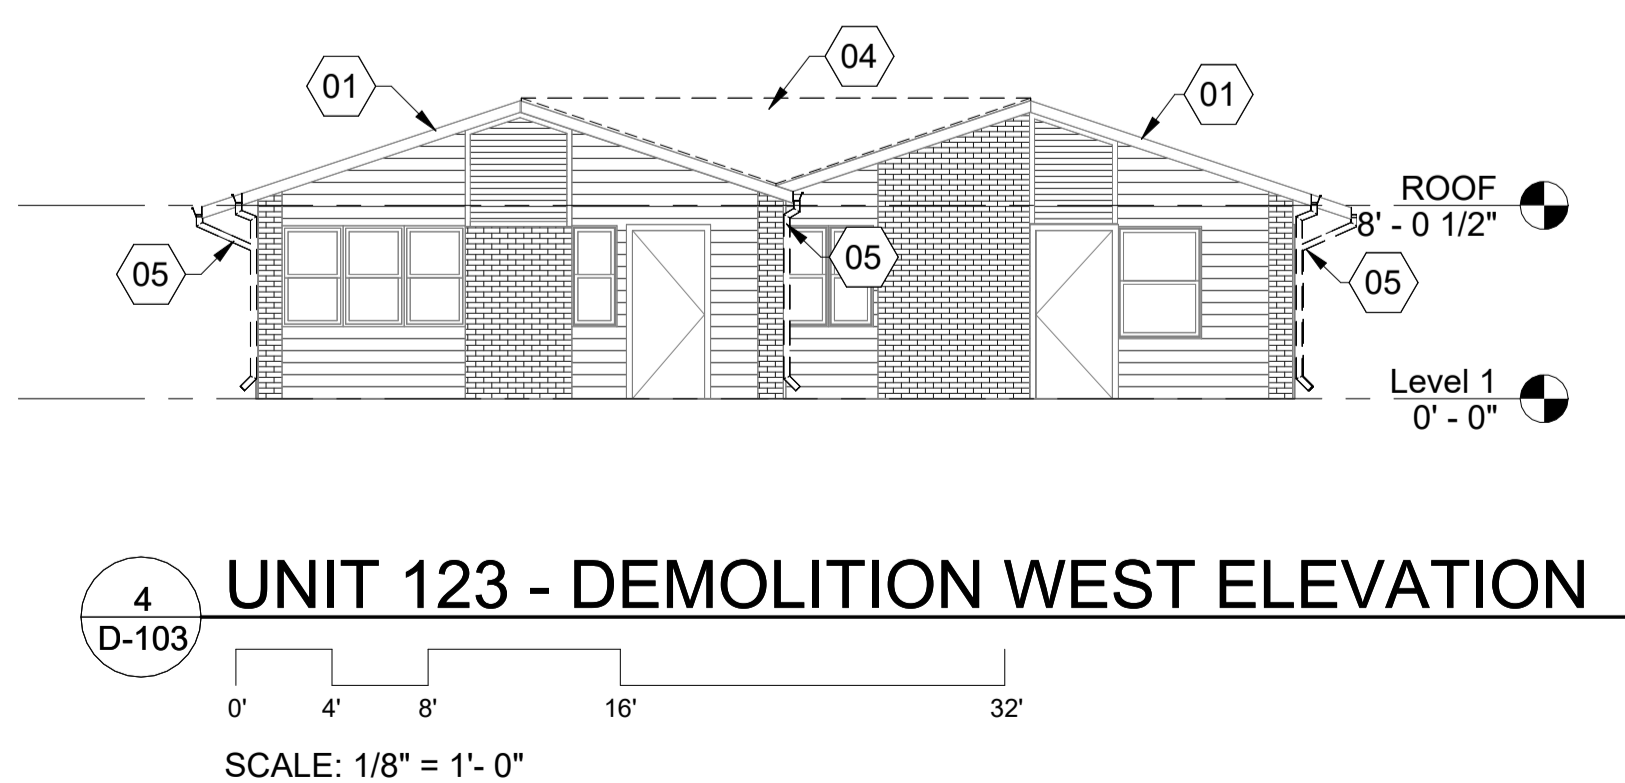 04
01
01
ROOF
8' - 0 1/2"
05
05
05
Level 1
0' - 0"
4
D-103
UNIT 123 - DEMOLITION WEST ELEVATION
0' 4' 8' 16' 32'
SCALE: 1/8" = 1'- 0"